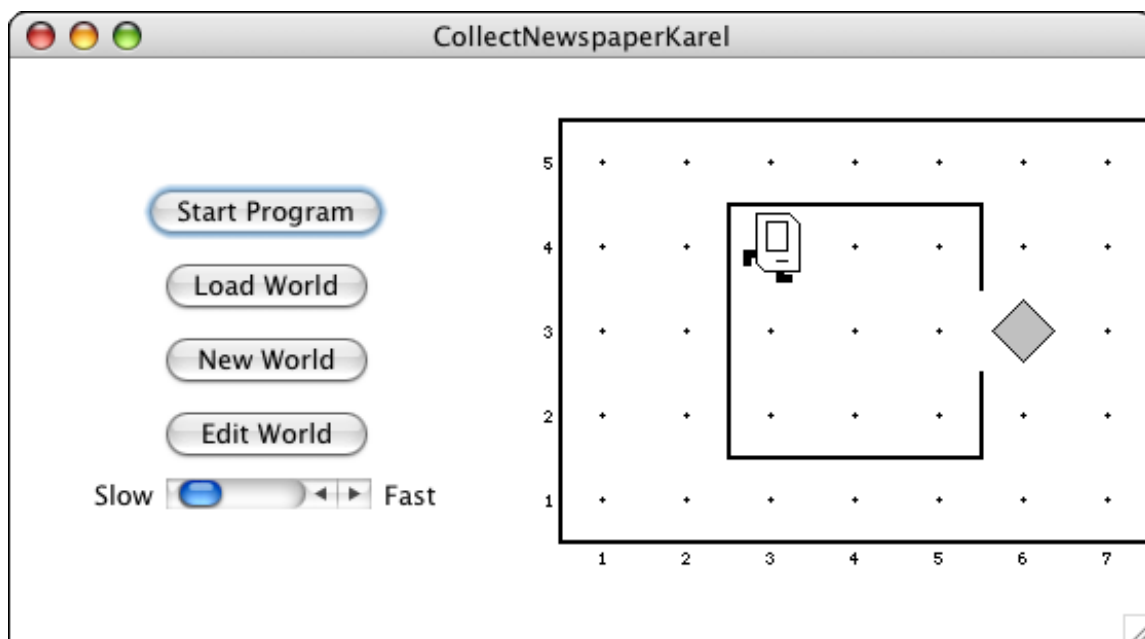 CollectNewspaperKarel
Start Program
Load World
New World
Edit World
Slow Fast
5
4
3
2
1
1 2 3 4 5 6 7